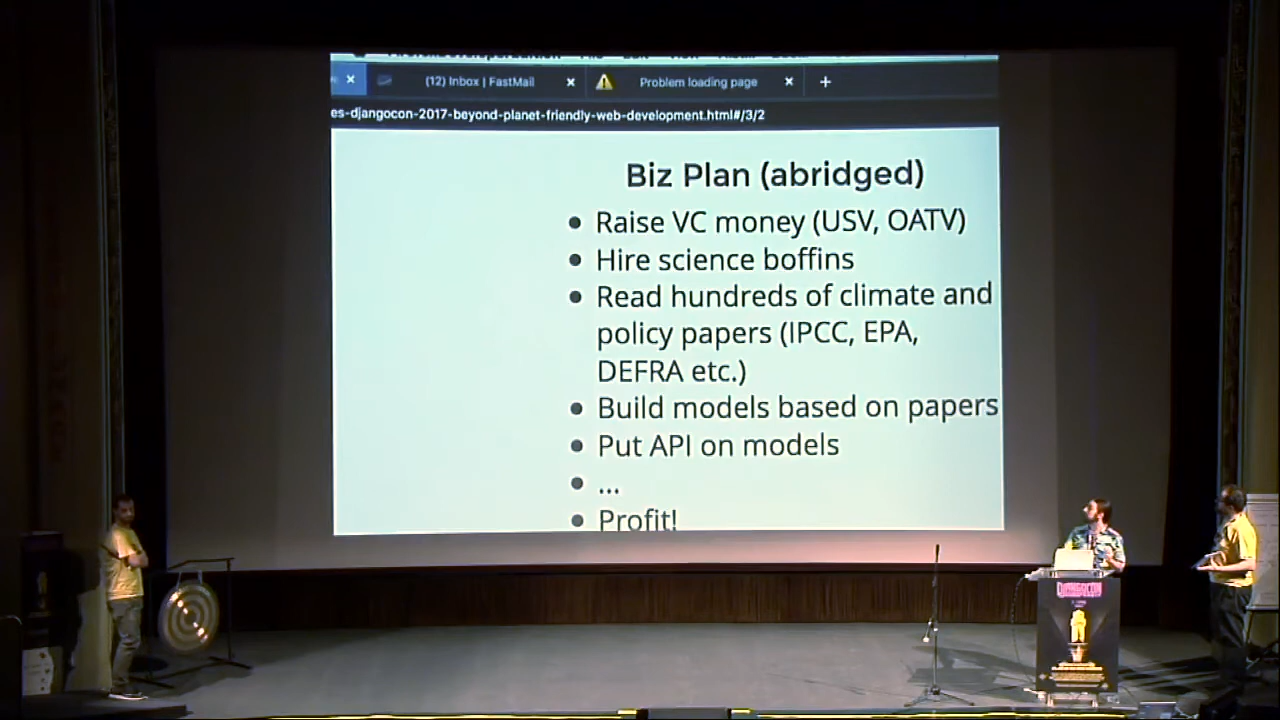 (12) Inbox | FastMail
Problem loading page
es-djangocon-2017-beyond-planet-friendly-web-development.html#/3/2
Biz Plan (abridged)
• Raise VC money (USV, OATV)
• Hire science boffins
• Read hundreds of climate and
policy papers (IPCC, EPA,
DEFRA etc.)
• Build models based on papers
• Put API on models
• ...
• Profit!
DJANGOCON